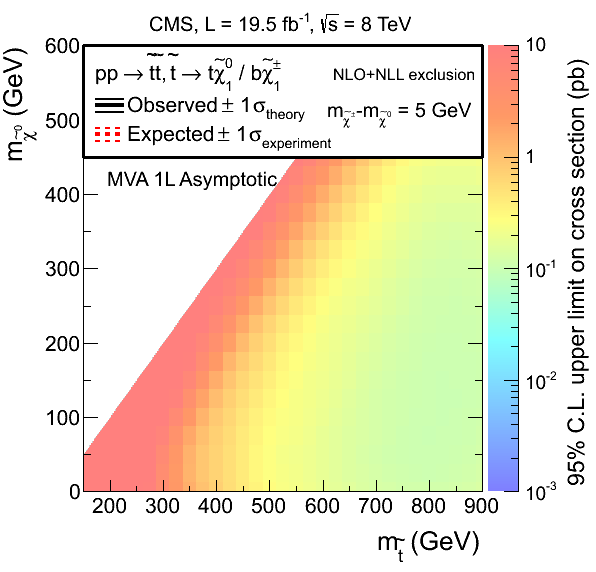 CMS, L = 19.5 fb⁻¹, √s = 8 TeV
pp → t̃t̃, t̃ → tχ̃₁⁰ / bχ̃₁± NLO+NLL exclusion
Observed ± 1σ_theory m_χ̃± - m_χ̃⁰ = 5 GeV
Expected ± 1σ_experiment
MVA 1L Asymptotic
m_χ̃⁰ (GeV)
600
500
400
300
200
100
0
200 300 400 500 600 700 800 900
m_t̃ (GeV)
10
1
10⁻¹
10⁻²
10⁻³
95% C.L. upper limit on cross section (pb)